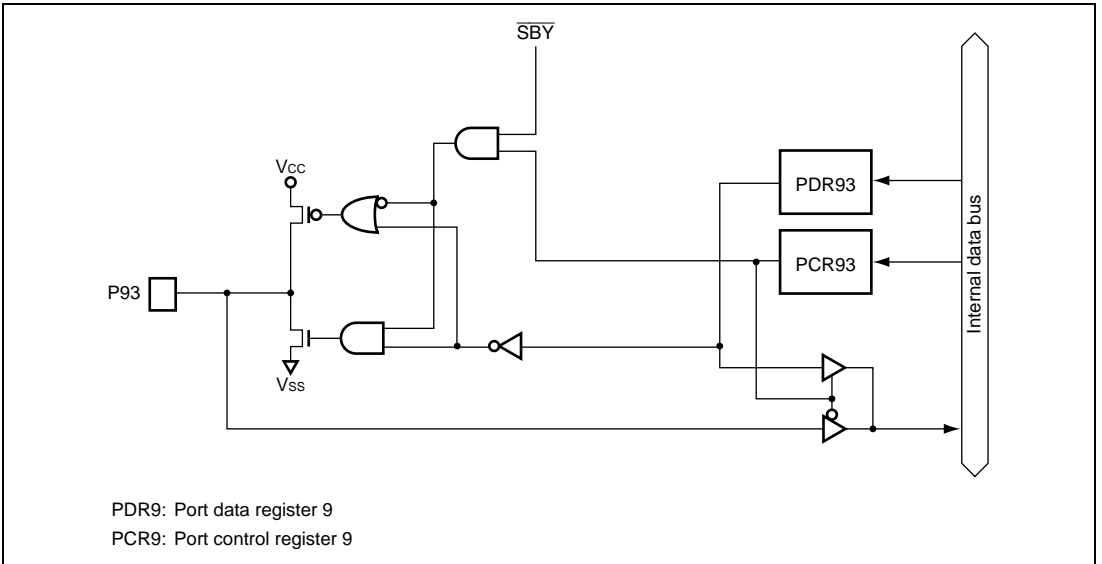 SBY
VCC
PDR93
PCR93
P93
VSS
Internal data bus
PDR9: Port data register 9
PCR9: Port control register 9